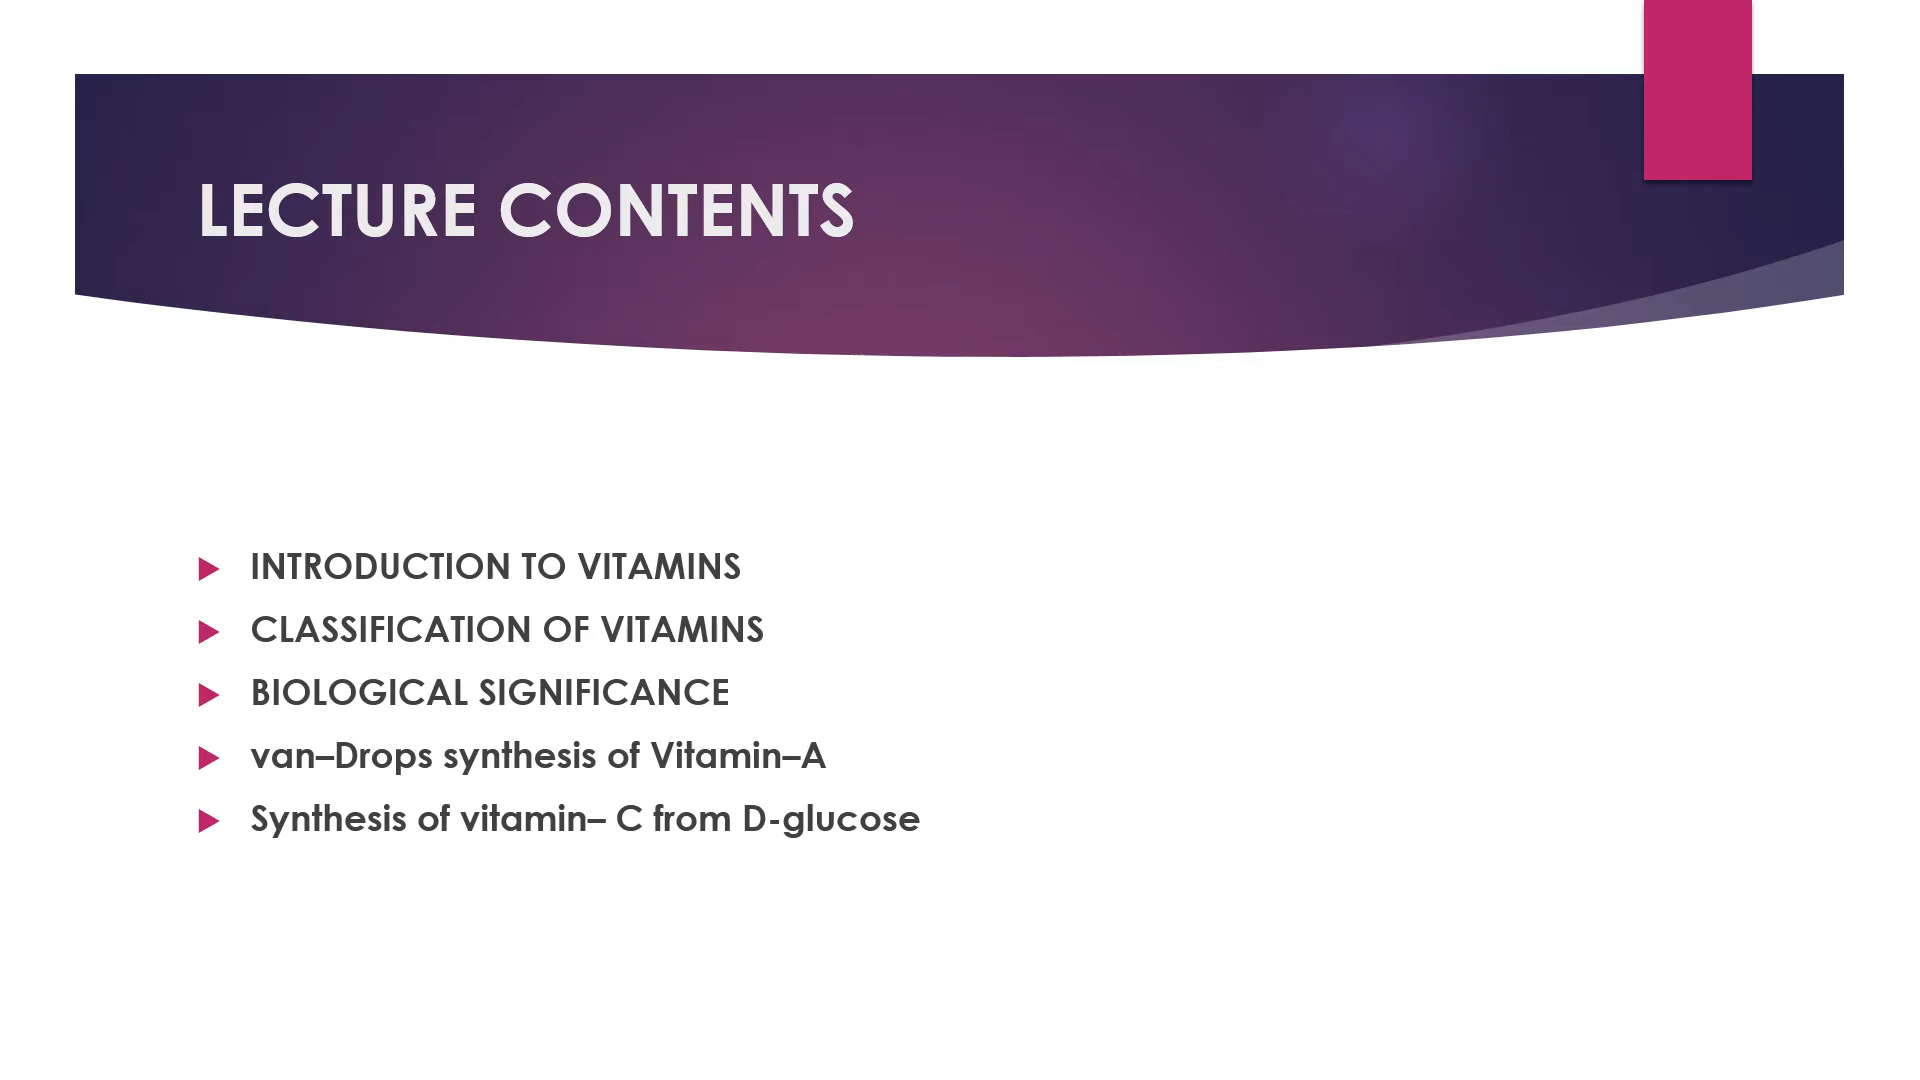 LECTURE CONTENTS
INTRODUCTION TO VITAMINS
CLASSIFICATION OF VITAMINS
BIOLOGICAL SIGNIFICANCE
van–Drops synthesis of Vitamin–A
Synthesis of vitamin– C from D-glucose